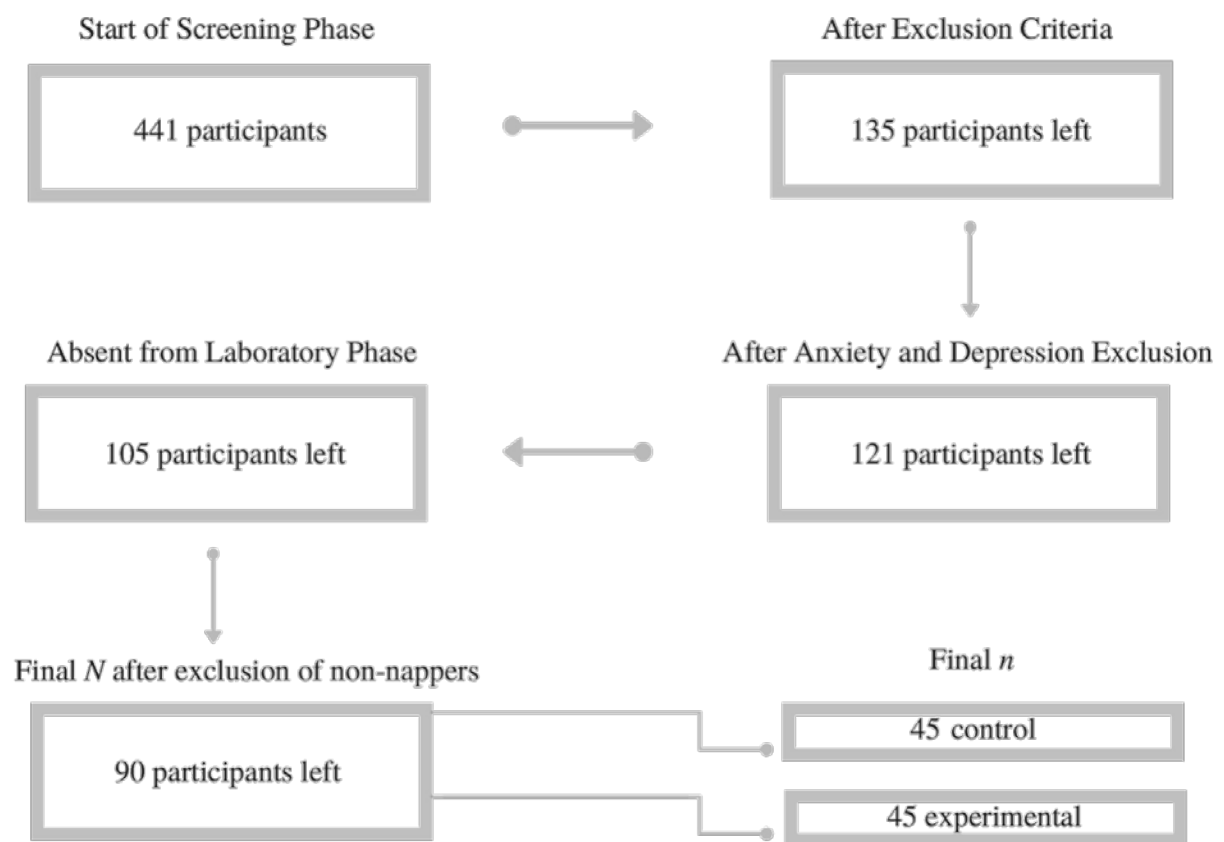 Start of Screening Phase
441 participants
After Exclusion Criteria
135 participants left
After Anxiety and Depression Exclusion
121 participants left
Absent from Laboratory Phase
105 participants left
Final N after exclusion of non-nappers
90 participants left
Final n
45 control
45 experimental